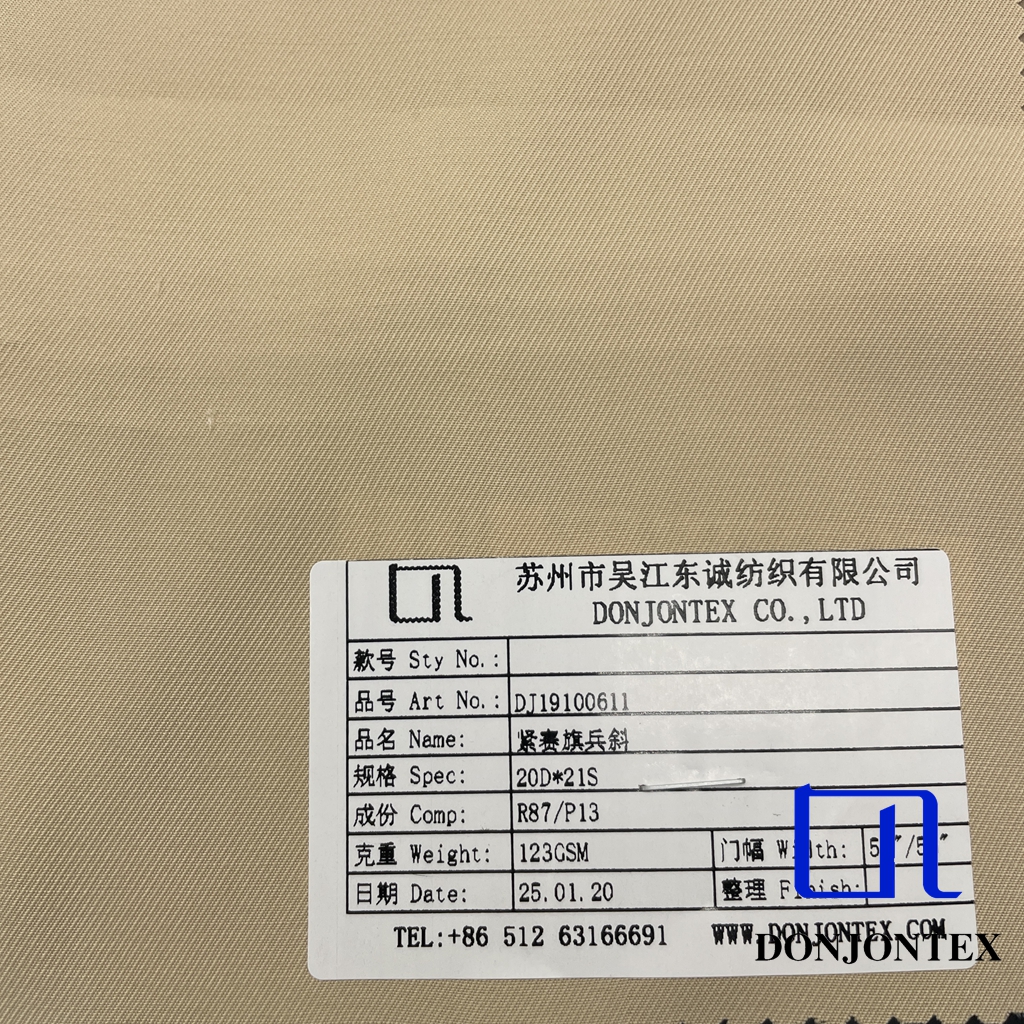 苏州市吴江东诚纺织有限公司
DONJONTEX CO.,LTD
款号 Sty No.:
品号 Art No.: DJ19100611
品名 Name: 紧赛旗兵斜
规格 Spec: 20D*21S
成份 Comp: R87/P13
克重 Weight: 123GSM 门幅 Width:
日期 Date: 25.01.20 整理 Finish:
TEL:+86 512 63166691 WWW.DONJONTEX.COM
DONJONTEX